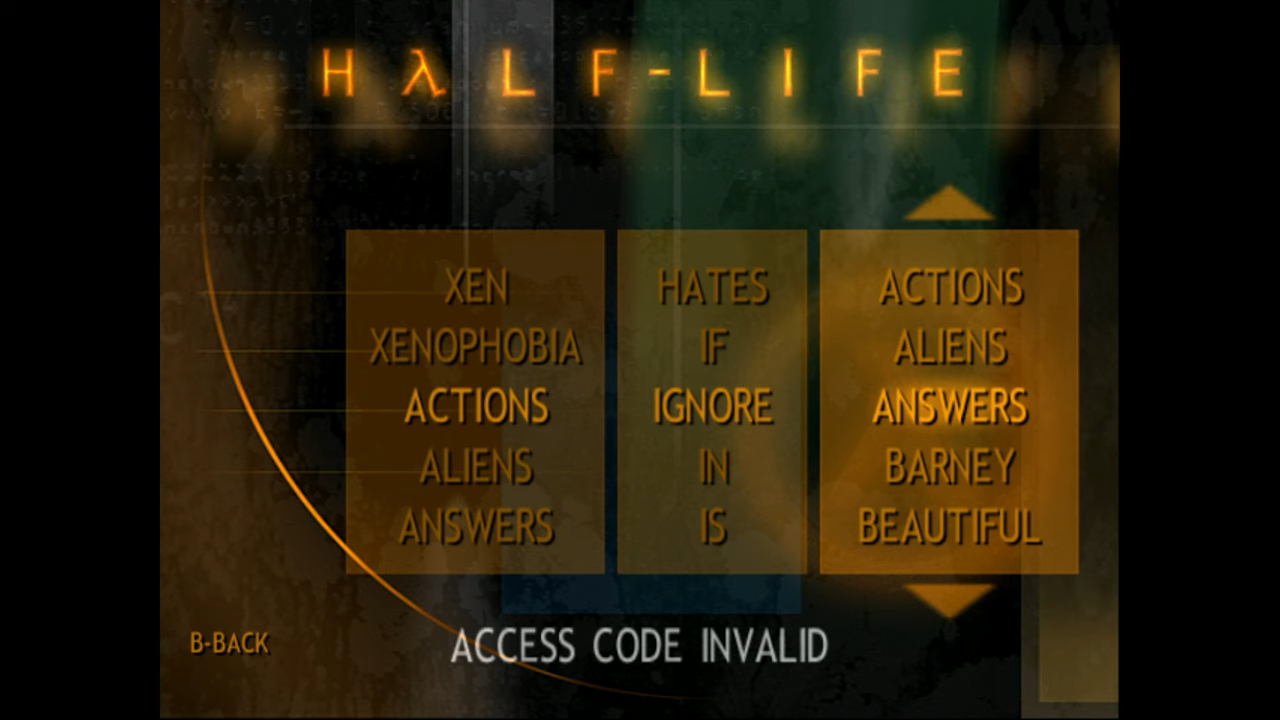 HλLF-LIFE
XEN HATES ACTIONS
XENOPHOBIA IF ALIENS
ACTIONS IGNORE ANSWERS
ALIENS IN BARNEY
ANSWERS IS BEAUTIFUL
B-BACK
ACCESS CODE INVALID